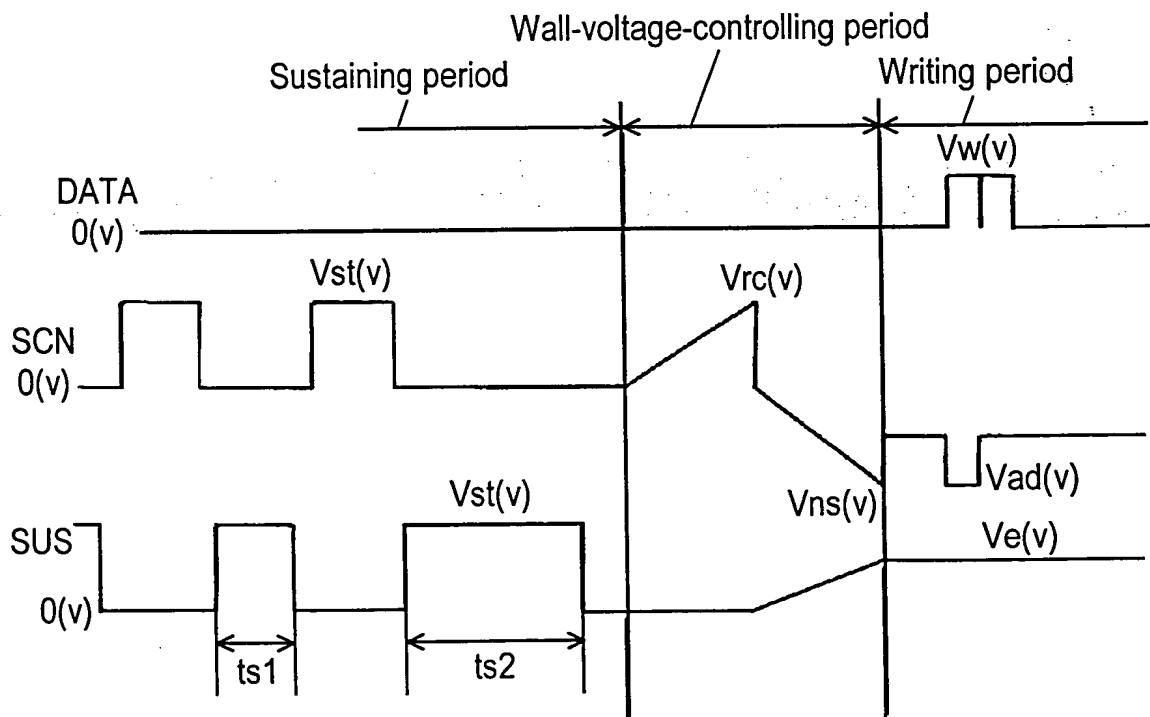 Wall-voltage-controlling period
Sustaining period
Writing period
Vw(v)
DATA
0(v)
Vst(v)
Vrc(v)
SCN
0(v)
Vst(v)
Vns(v)
Vad(v)
SUS
Ve(v)
0(v)
ts1
ts2